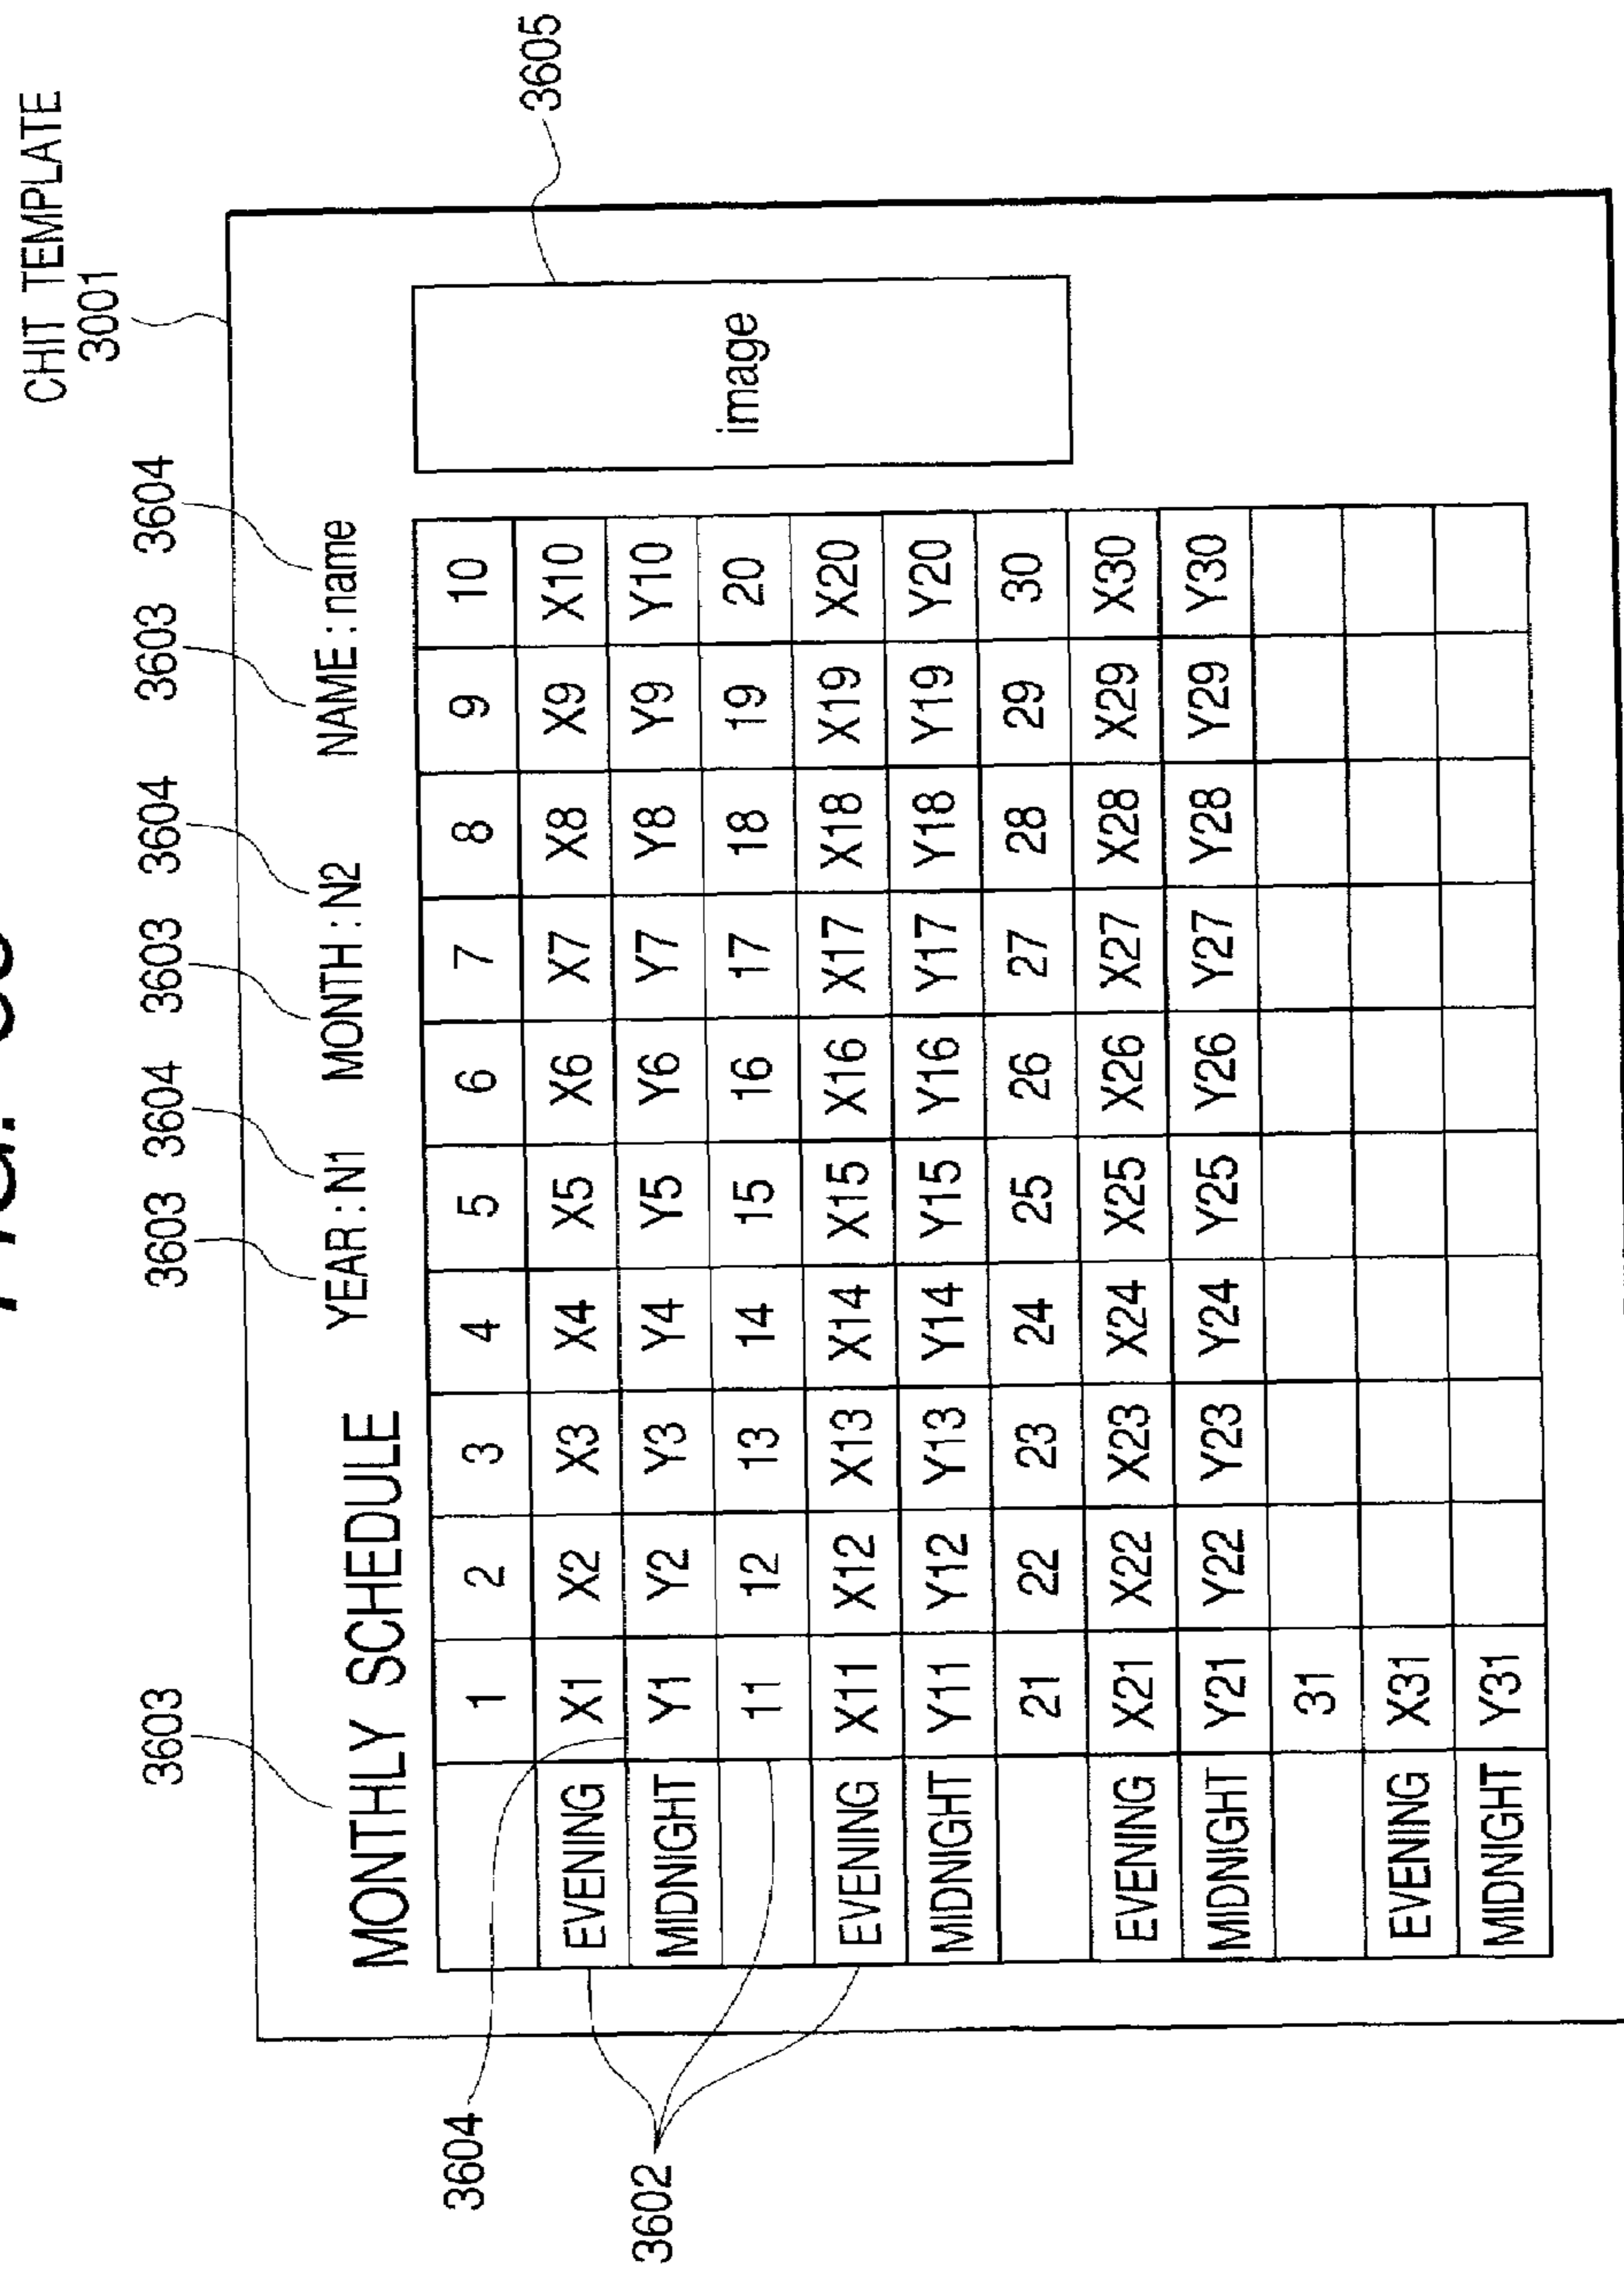 CHIT TEMPLATE
3001
3603 3603 3604 3603 3604 3603 3604
MONTHLY SCHEDULE YEAR : N1 MONTH : N2 NAME : name
3605
image
1 2 3 4 5 6 7 8 9 10
EVENING X1 X2 X3 X4 X5 X6 X7 X8 X9 X10
MIDNIGHT Y1 Y2 Y3 Y4 Y5 Y6 Y7 Y8 Y9 Y10
11 12 13 14 15 16 17 18 19 20
EVENING X11 X12 X13 X14 X15 X16 X17 X18 X19 X20
MIDNIGHT Y11 Y12 Y13 Y14 Y15 Y16 Y17 Y18 Y19 Y20
21 22 23 24 25 26 27 28 29 30
EVENING X21 X22 X23 X24 X25 X26 X27 X28 X29 X30
MIDNIGHT Y21 Y22 Y23 Y24 Y25 Y26 Y27 Y28 Y29 Y30
31
EVENING X31
MIDNIGHT Y31
3604
3602